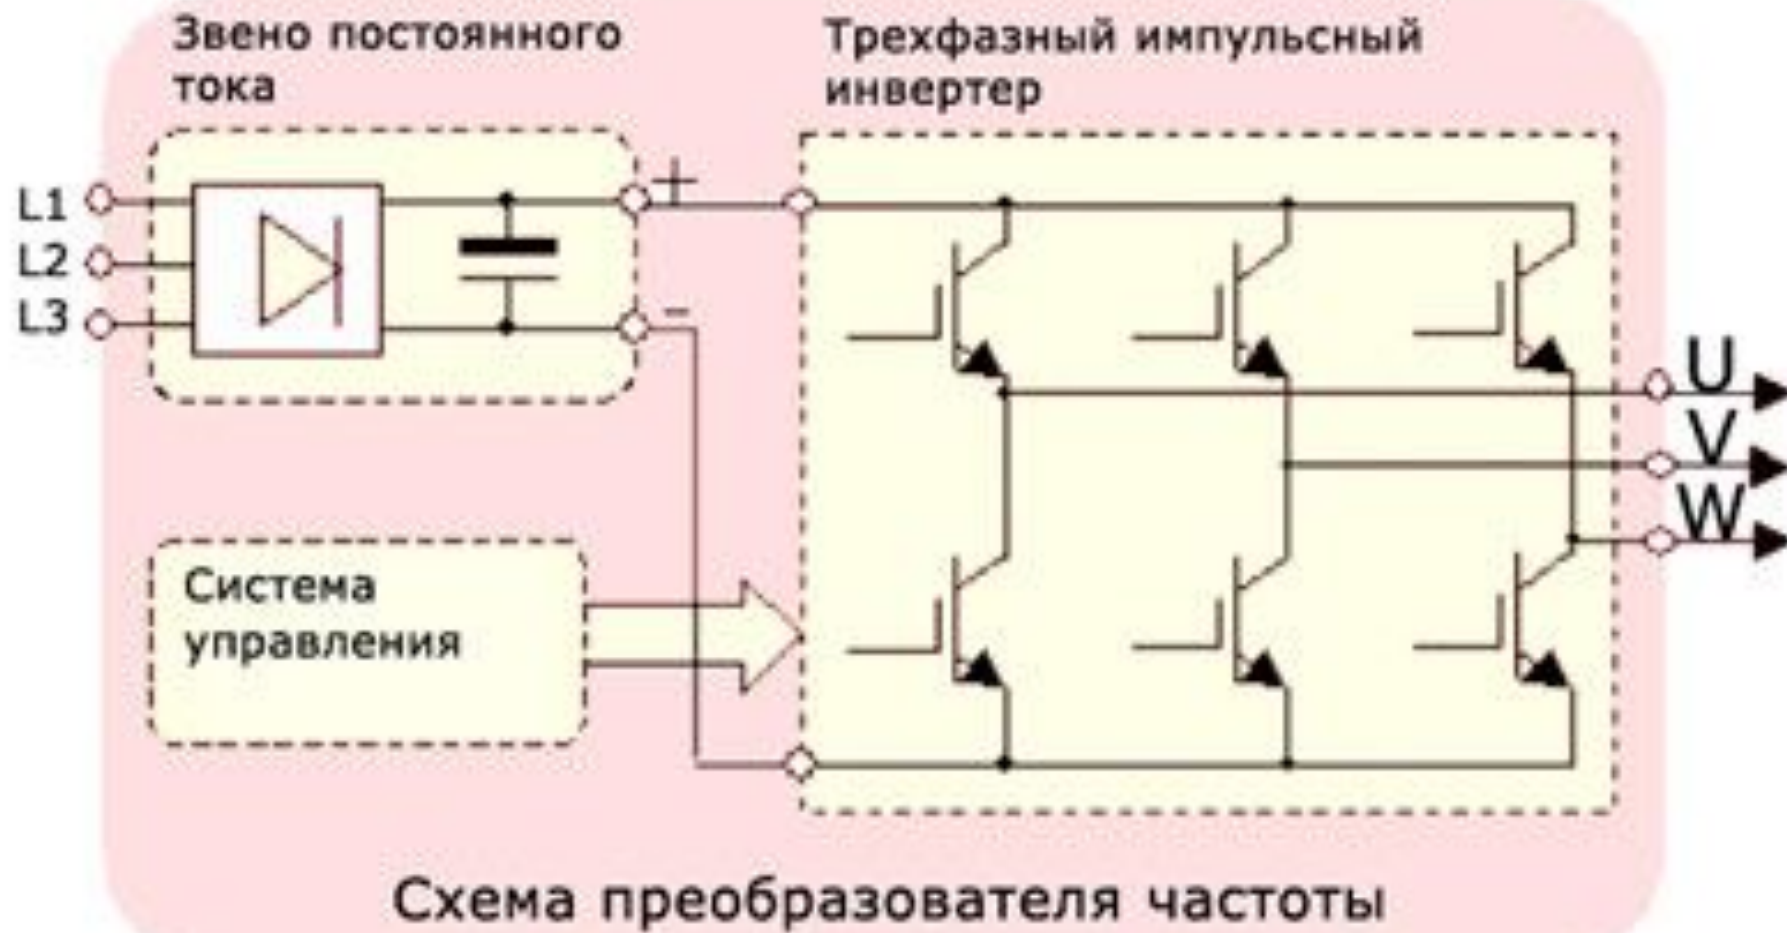 Звено постоянного
тока
Трехфазный импульсный
инвертер
L1
L2
L3
+
-
U
V
W
Система
управления
Схема преобразователя частоты